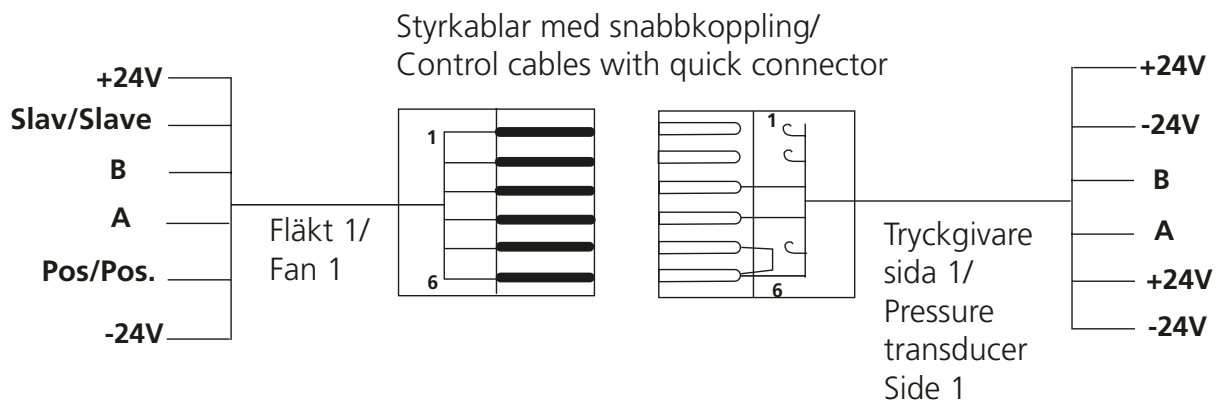 Styrkablar med snabbkoppling/
Control cables with quick connector
+24V
Slav/Slave
B
A
Pos/Pos.
-24V
Fläkt 1/
Fan 1
1
6
1
6
Tryckgivare
sida 1/
Pressure
transducer
Side 1
+24V
-24V
B
A
+24V
-24V